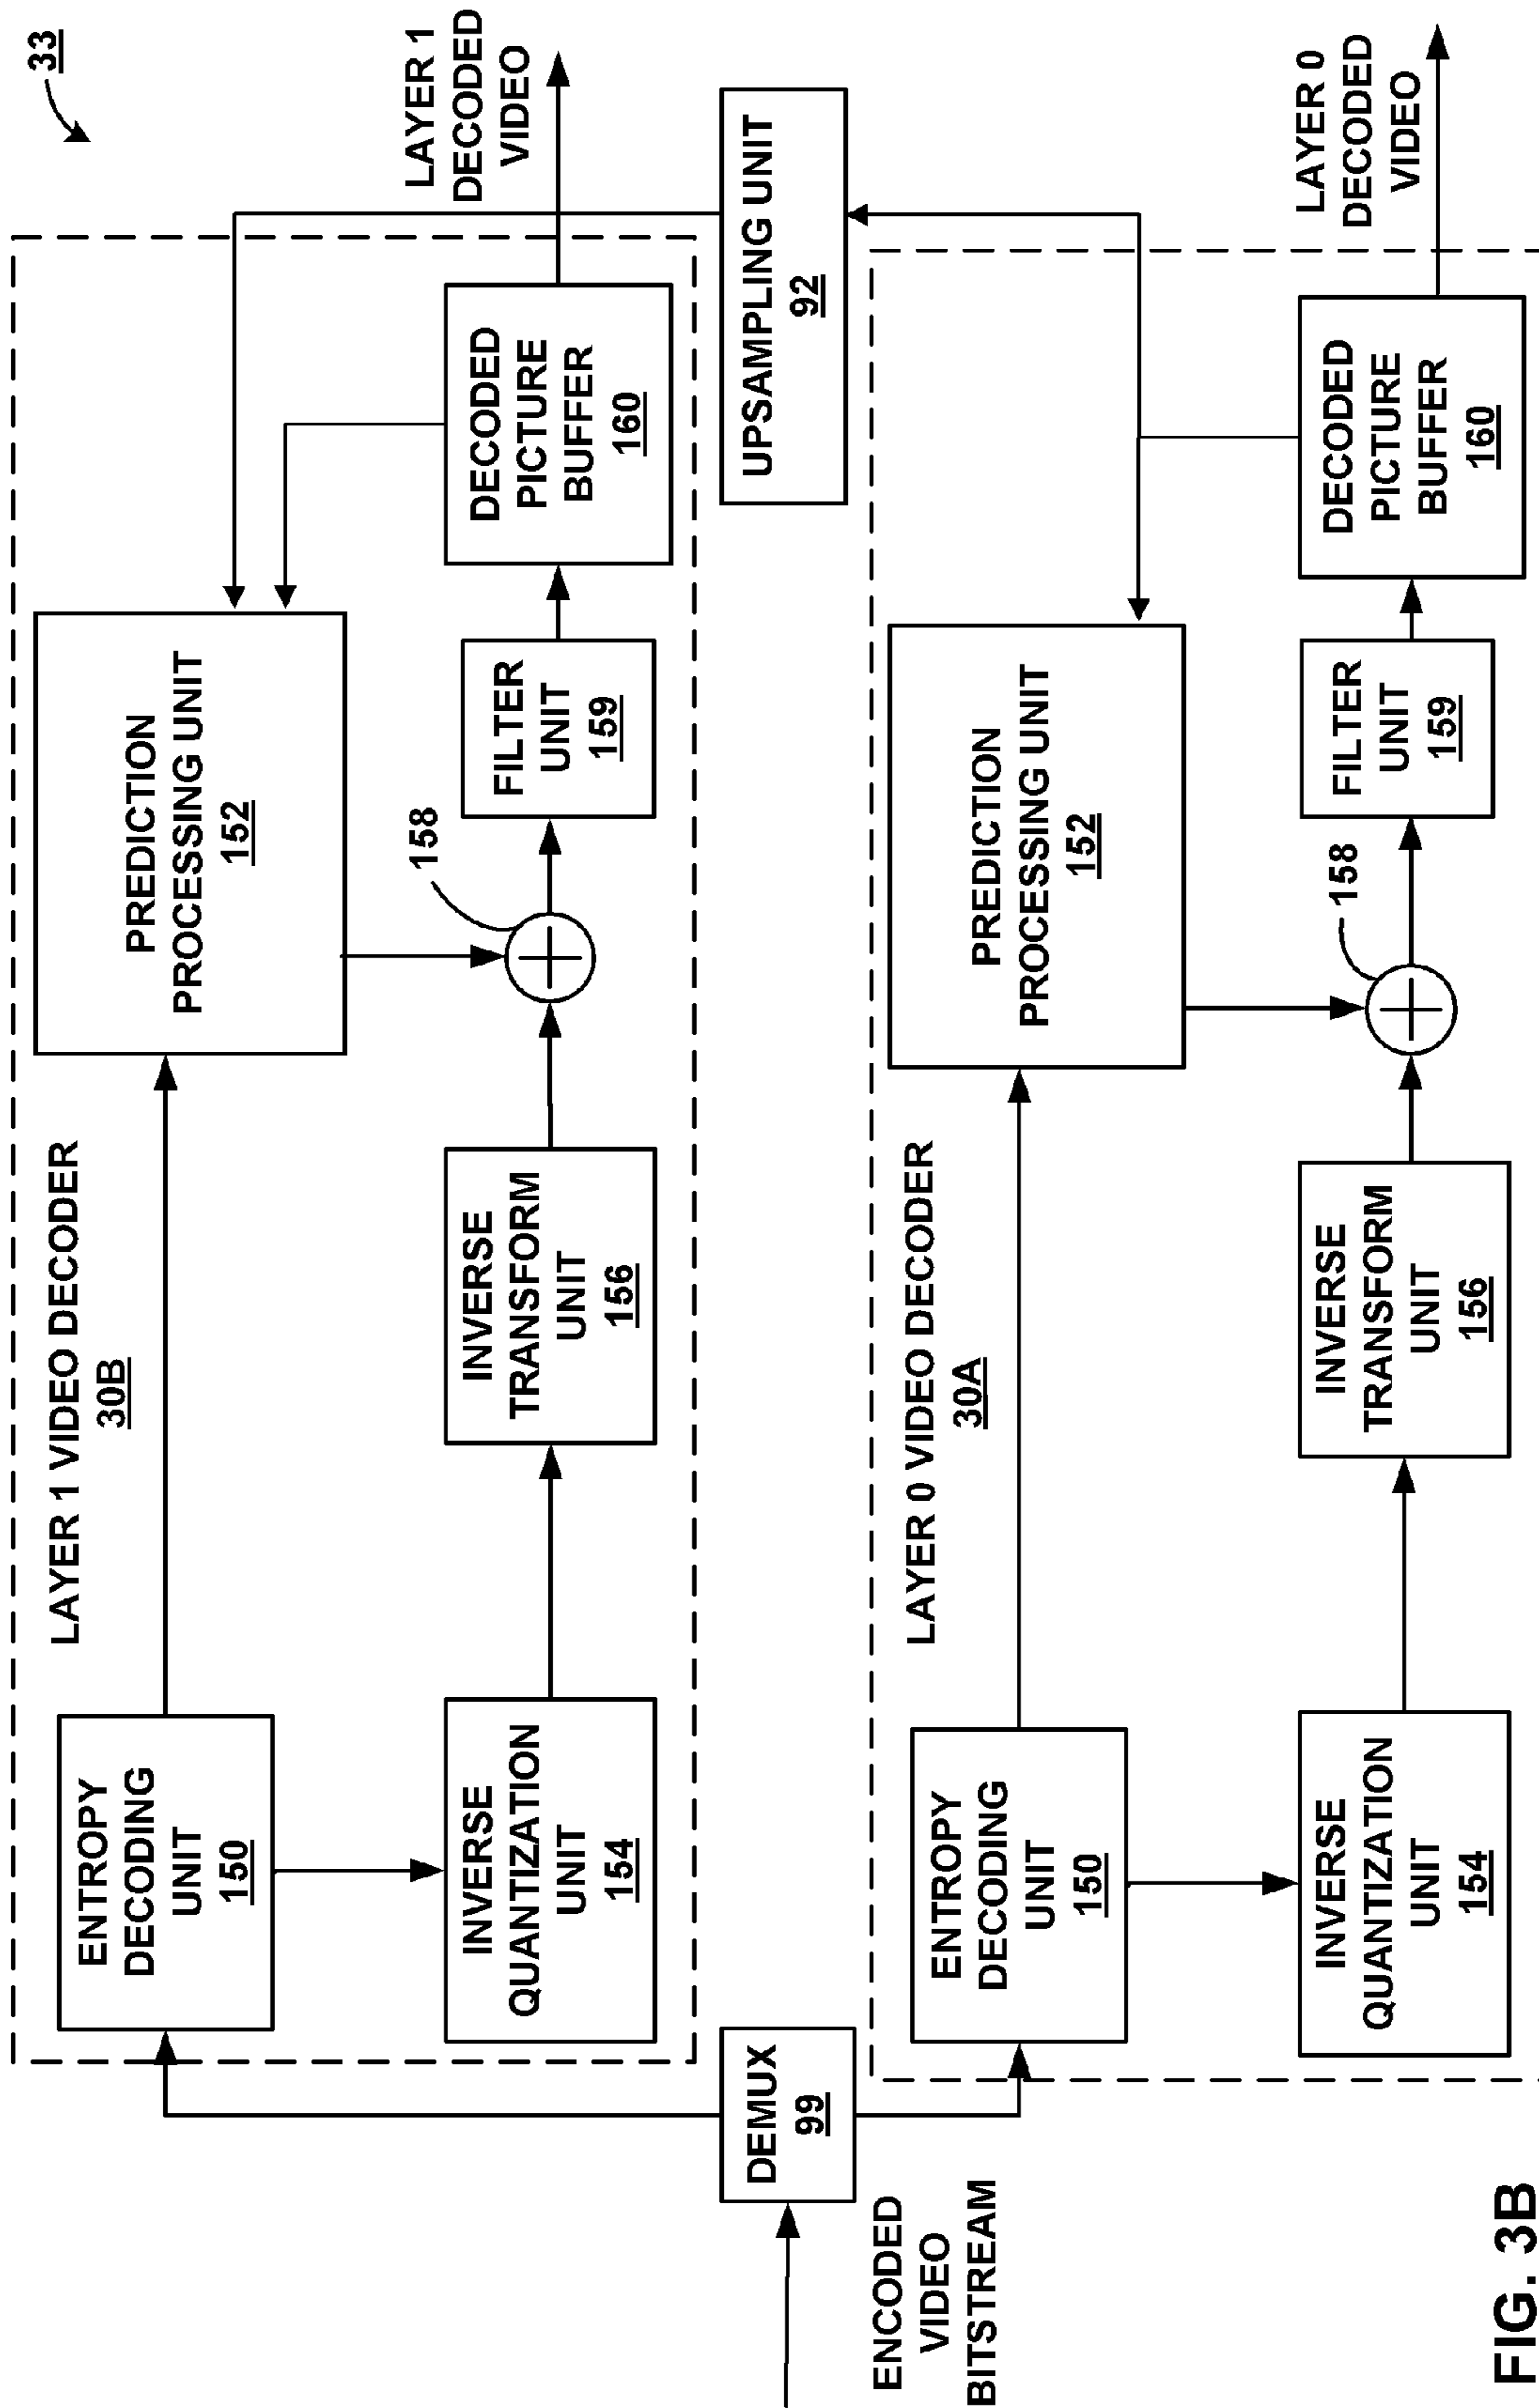 33
LAYER 1 VIDEO DECODER
30B
ENTROPY
DECODING
UNIT
150
PREDICTION
PROCESSING UNIT
152
INVERSE
QUANTIZATION
UNIT
154
INVERSE
TRANSFORM
UNIT
156
158
FILTER
UNIT
159
DECODED
PICTURE
BUFFER
160
LAYER 1
DECODED
VIDEO
DEMUX
99
ENCODED
VIDEO
BITSTREAM
UPSAMPLING UNIT
92
LAYER 0 VIDEO DECODER
30A
ENTROPY
DECODING
UNIT
150
PREDICTION
PROCESSING UNIT
152
INVERSE
QUANTIZATION
UNIT
154
INVERSE
TRANSFORM
UNIT
156
158
FILTER
UNIT
159
DECODED
PICTURE
BUFFER
160
LAYER 0
DECODED
VIDEO
FIG. 3B